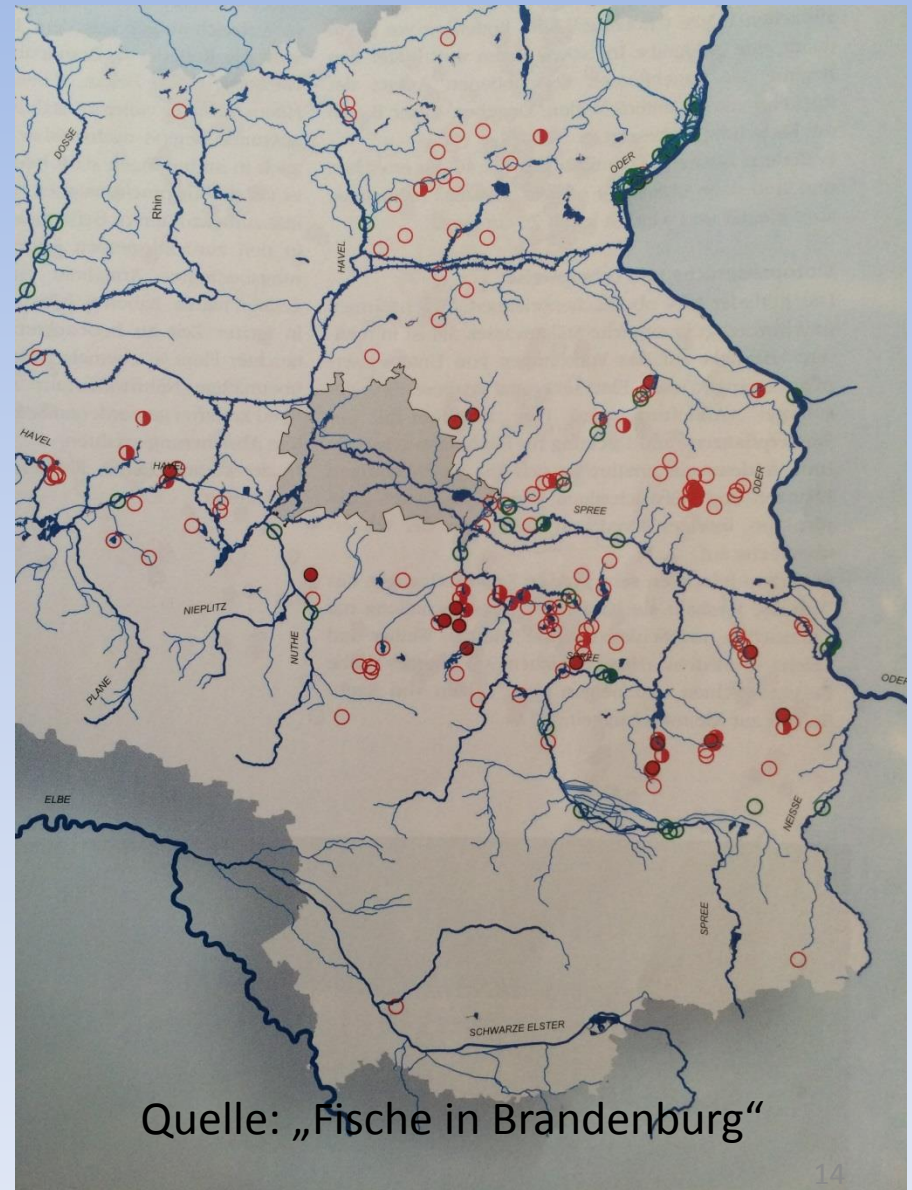 DOSSE
Rhin
HAVEL
ODER
HAVEL
HAVEL
ODER
SPREE
NIEPLITZ
NUTHE
SPREE
PLANE
ODER
ELBE
NEISSE
SPREE
SCHWARZE ELSTER
Quelle: „Fische in Brandenburg“
14